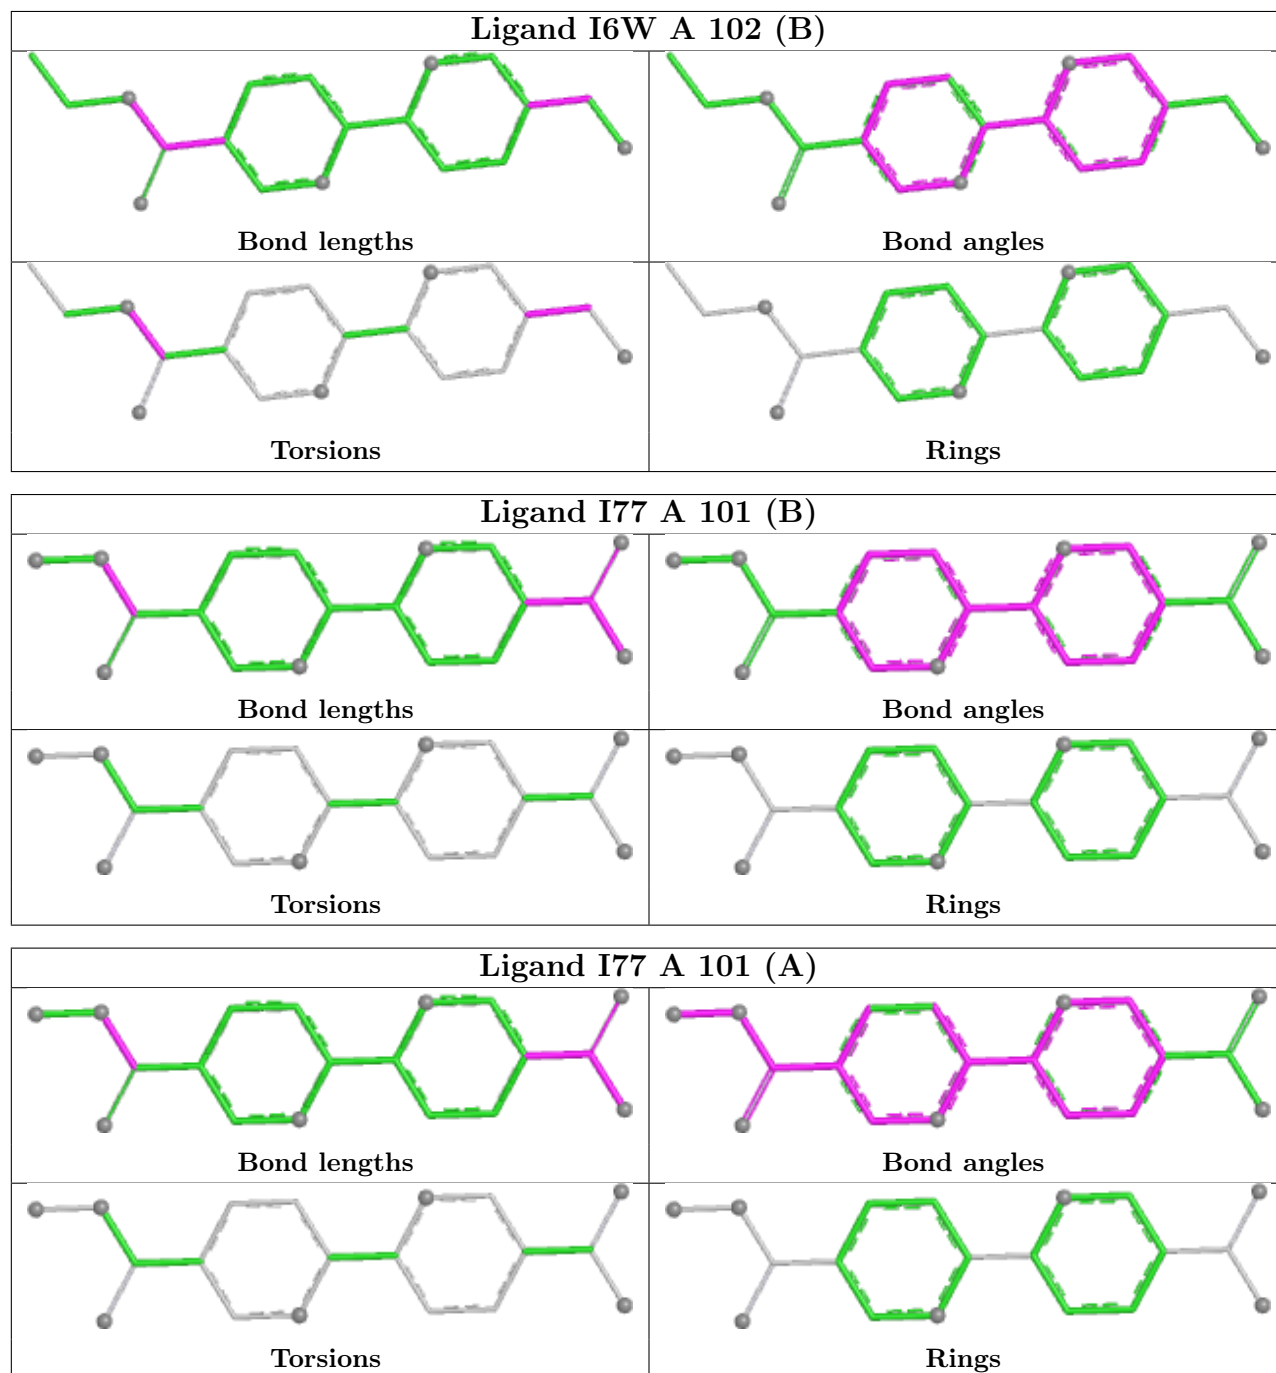 Ligand I6W A 102 (B)
Bond lengths
Bond angles
Torsions
Rings
Ligand I77 A 101 (B)
Bond lengths
Bond angles
Torsions
Rings
Ligand I77 A 101 (A)
Bond lengths
Bond angles
Torsions
Rings